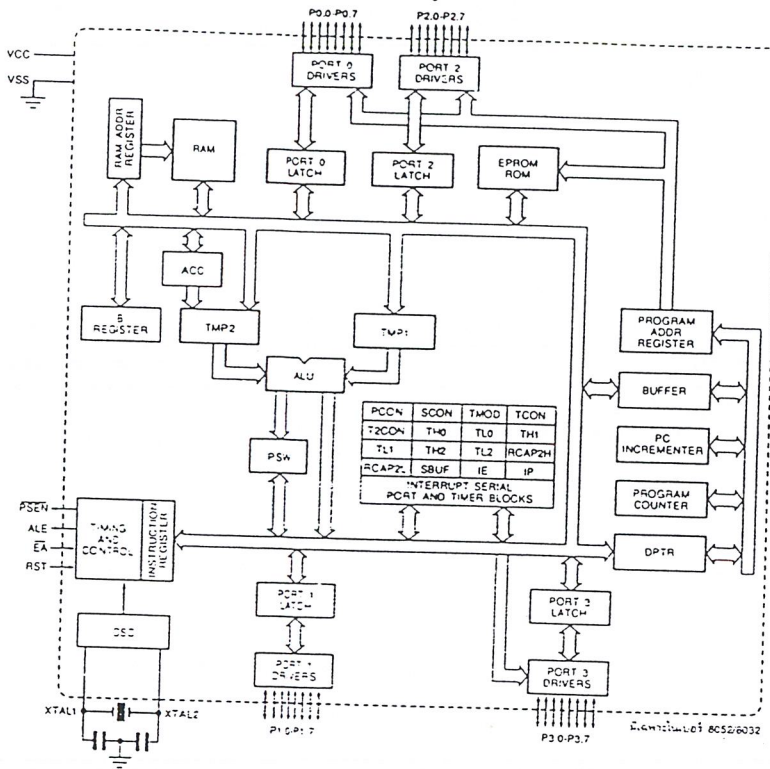 P0.0-P0.7
P2.0-P2.7
VCC
VSS
PORT 0
DRIVERS
PORT 2
DRIVERS
RAM ADDR
REGISTER
RAM
PORT 0
LATCH
PORT 2
LATCH
EPROM
ROM
ACC
B
REGISTER
TMP2
TMP1
PROGRAM
ADDR
REGISTER
ALU
BUFFER
PCON SCON TMOD TCON
T2CON TH0 TL0 TH1
TL1 TH2 TL2 RCAP2H
RCAP2L SBUF IE IP
INTERRUPT SERIAL
PORT AND TIMER BLOCKS
PSW
PC
INCREMENTER
PROGRAM
COUNTER
PSEN
ALE
EA
RST
TIMING
AND
CONTROL
INSTRUCTION
REGISTER
DPTR
PORT 1
LATCH
PORT 3
LATCH
OSC
PORT 1
DRIVERS
PORT 3
DRIVERS
XTAL1
XTAL2
P1.0-P1.7
P3.0-P3.7
8052/8032